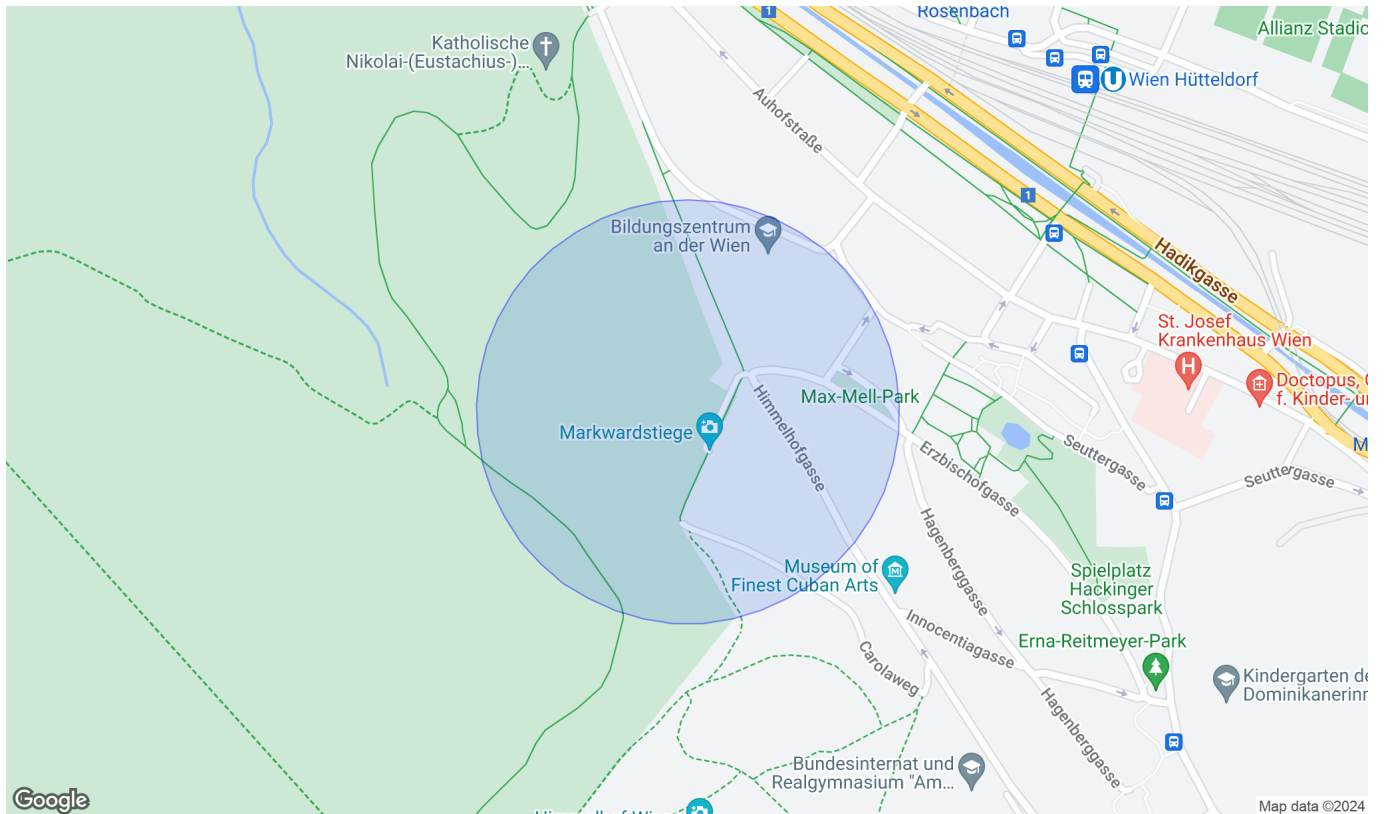 1
Rosenbach
Allianz Stadio
Katholische
Nikolai-(Eustachius-)...
Wien Hütteldorf
U
Auhofstraße
1
Bildungszentrum
an der Wien
Hadikgasse
St. Josef
Krankenhaus Wien
H
Doctopus,
f. Kinder- u
Max-Mell-Park
Himmelhofgasse
Markwardstiege
M
Erzbischofgasse
Seuttergasse
Seuttergasse
Hagenberggasse
Museum of
Finest Cuban Arts
M
Spielplatz
Hackinger
Schlosspark
Innocentiagasse
Erna-Reitmeyer-Park
Carolaweg
Kindergarten de
Dominikanerinn
Hagenberggasse
Bundesinternat und
Realgymnasium "Am...
Google
Map data ©2024